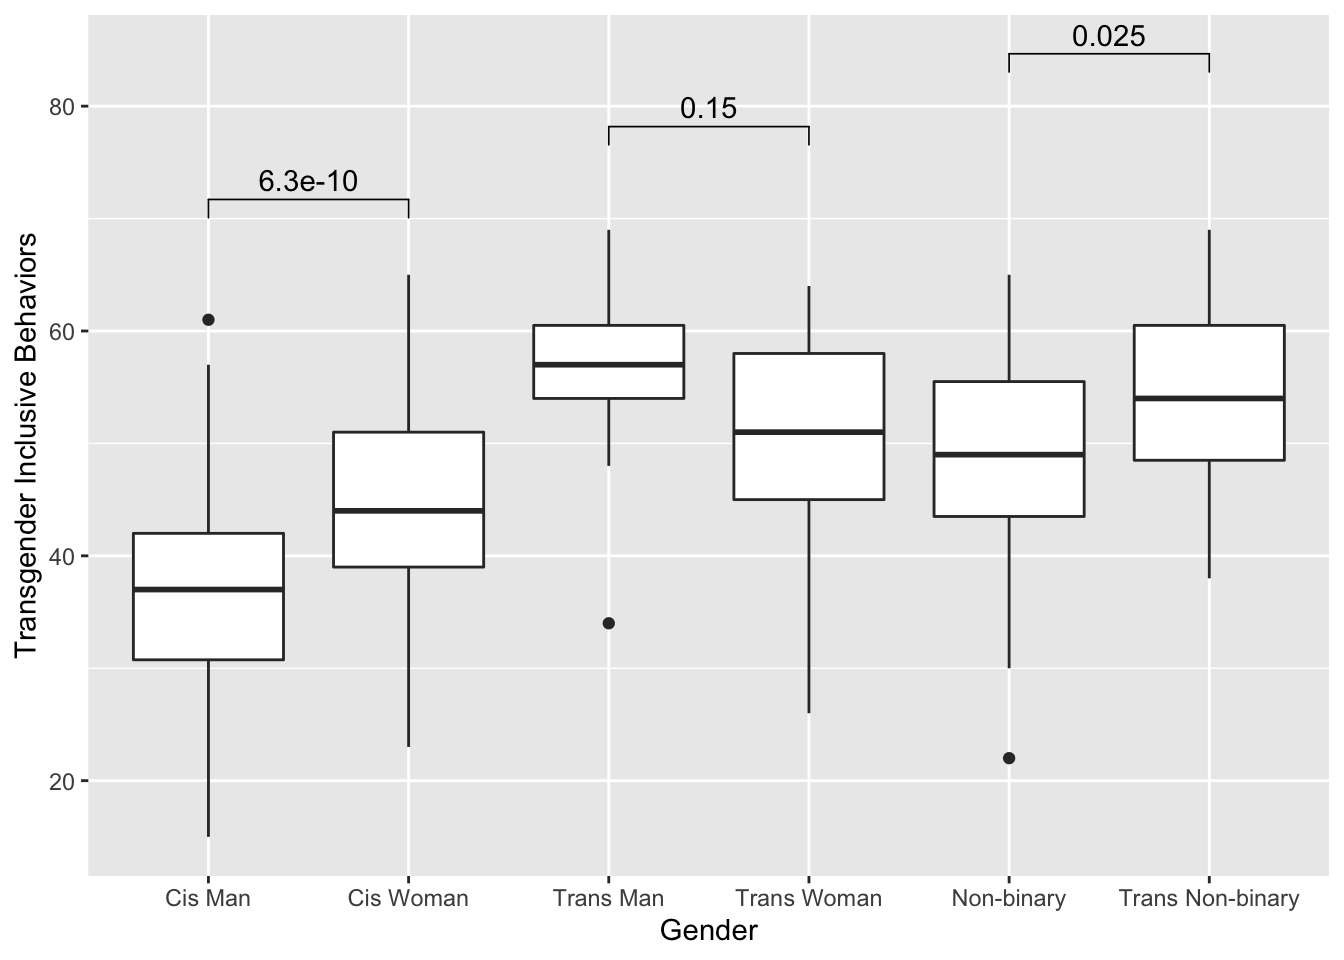 0.025
80
0.15
6.3e-10
Transgender Inclusive Behaviors
60
40
20
Cis Man
Cis Woman
Trans Man
Trans Woman
Non-binary
Trans Non-binary
Gender